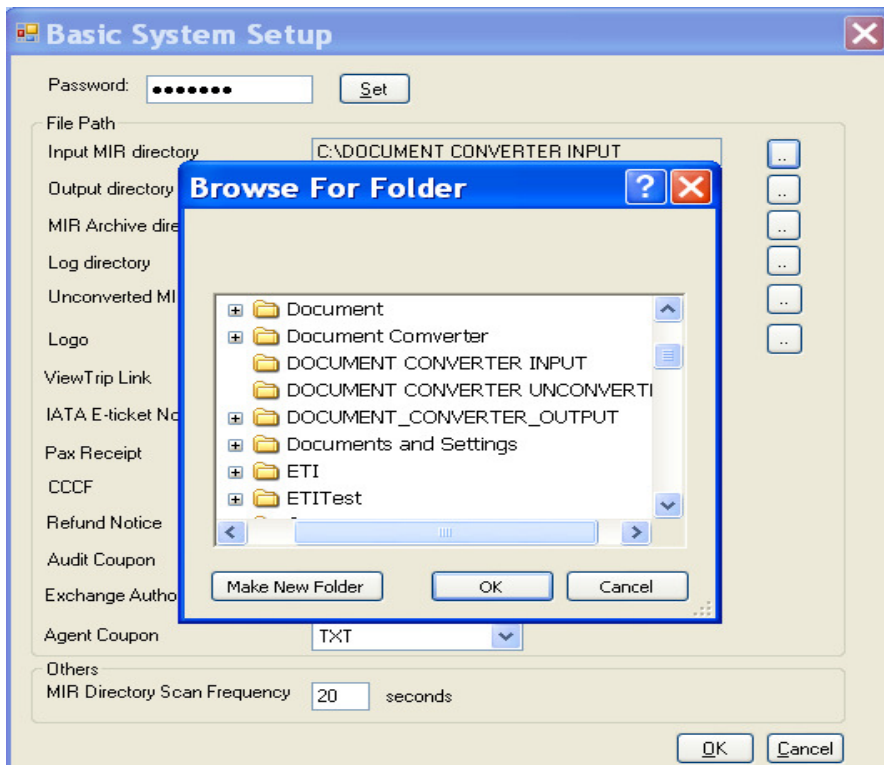 Basic System Setup
Password: ●●●●●●● Set
File Path
Input MIR directory C:\DOCUMENT CONVERTER INPUT ..
Output directory ..
MIR Archive dire ..
Log directory ..
Unconverted MI ..
Logo ..
ViewTrip Link
IATA E-ticket No
Pax Receipt
CCCF
Refund Notice
Audit Coupon
Exchange Autho
Agent Coupon TXT
Others
MIR Directory Scan Frequency 20 seconds
OK Cancel
Browse For Folder ?
Document
Document Comverter
DOCUMENT CONVERTER INPUT
DOCUMENT CONVERTER UNCONVERTI
DOCUMENT_CONVERTER_OUTPUT
Documents and Settings
ETI
ETITest
Make New Folder OK Cancel